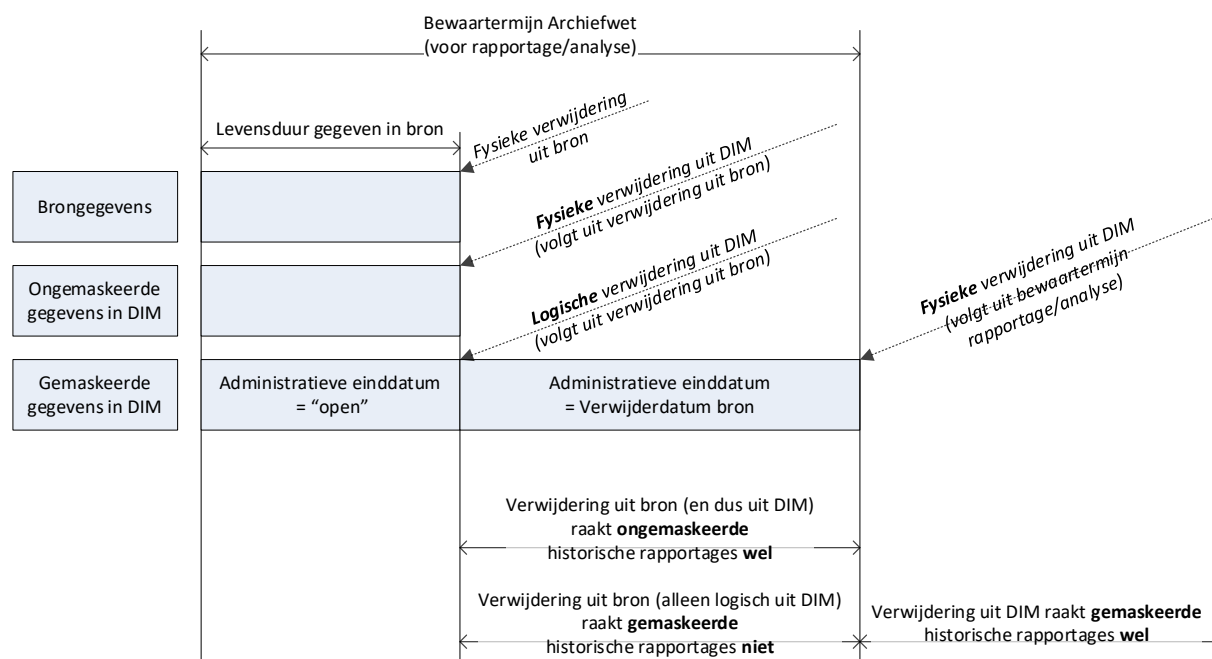 Bewaartermijn Archiefwet
(voor rapportage/analyse)
Levensduur gegeven in bron
Fysieke verwijdering
uit bron
Fysieke verwijdering uit DIM
(volgt uit verwijdering uit bron)
Logische verwijdering uit DIM
(volgt uit verwijdering uit bron)
Fysieke verwijdering uit DIM
(volgt uit bewaartermijn
rapportage/analyse)
Brongegevens
Ongemaskeerde
gegevens in DIM
Gemaskeerde
gegevens in DIM
Administratieve einddatum
= “open”
Administratieve einddatum
= Verwijderdatum bron
Verwijdering uit bron (en dus uit DIM)
raakt ongemaskeerde
historische rapportages wel
Verwijdering uit bron (alleen logisch uit DIM)
raakt gemaskeerde
historische rapportages niet
Verwijdering uit DIM raakt gemaskeerde
historische rapportages wel